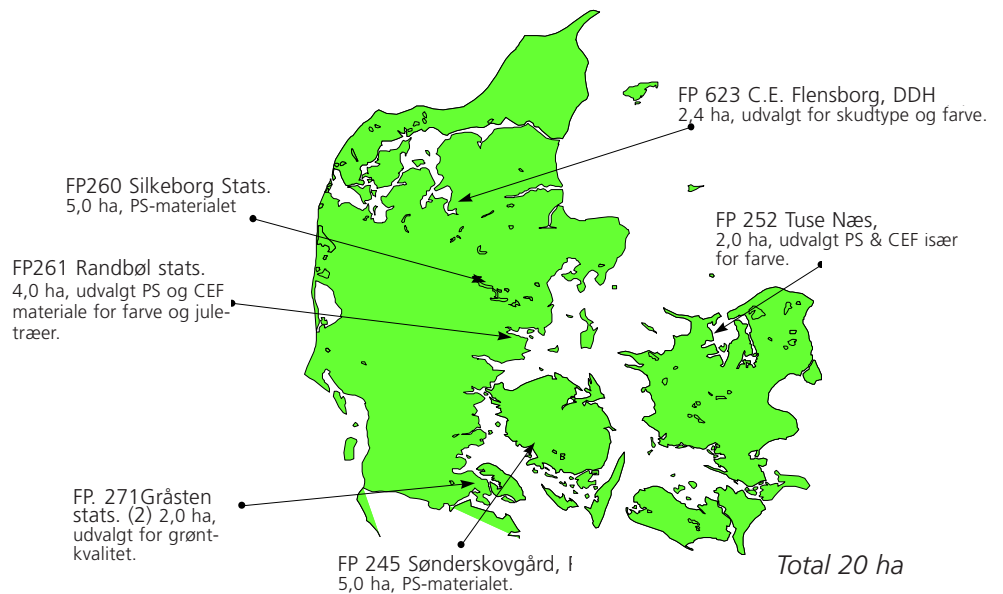 FP 623 C.E. Flensborg, DDH
2,4 ha, udvalgt for skudtype og farve.
FP260 Silkeborg Stats.
5,0 ha, PS-materialet
FP 252 Tuse Næs,
2,0 ha, udvalgt PS & CEF især
for farve.
FP261 Randbøl stats.
4,0 ha, udvalgt PS og CEF
materiale for farve og jule-
træer.
FP. 271Gråsten
stats. (2) 2,0 ha,
udvalgt for grønt-
kvalitet.
FP 245 Sønderskovgård,
5,0 ha, PS-materialet.
Total 20 ha